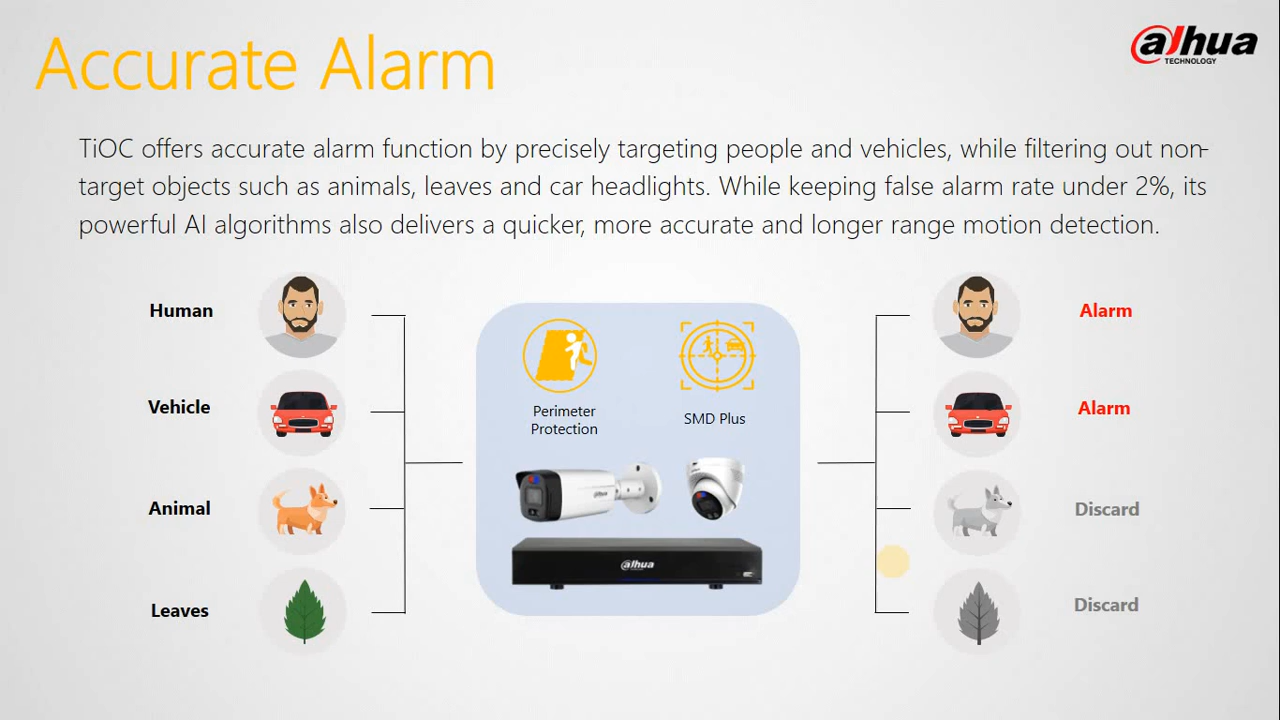 Accurate Alarm
alhua
TECHNOLOGY
TiOC offers accurate alarm function by precisely targeting people and vehicles, while filtering out non-
target objects such as animals, leaves and car headlights. While keeping false alarm rate under 2%, its
powerful AI algorithms also delivers a quicker, more accurate and longer range motion detection.
Human
Alarm
Vehicle
Alarm
Perimeter
Protection
SMD Plus
Animal
Discard
alhua
alhua
TECHNOLOGY
Leaves
Discard